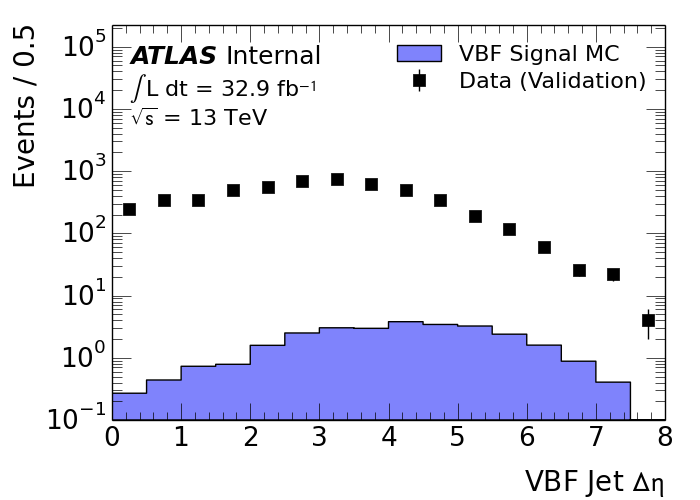 ATLAS Internal
∫L dt = 32.9 fb⁻¹
√s = 13 TeV
VBF Signal MC
Data (Validation)
Events / 0.5
10⁵
10⁴
10³
10²
10¹
10⁰
10⁻¹
0 1 2 3 4 5 6 7 8
VBF Jet Δη